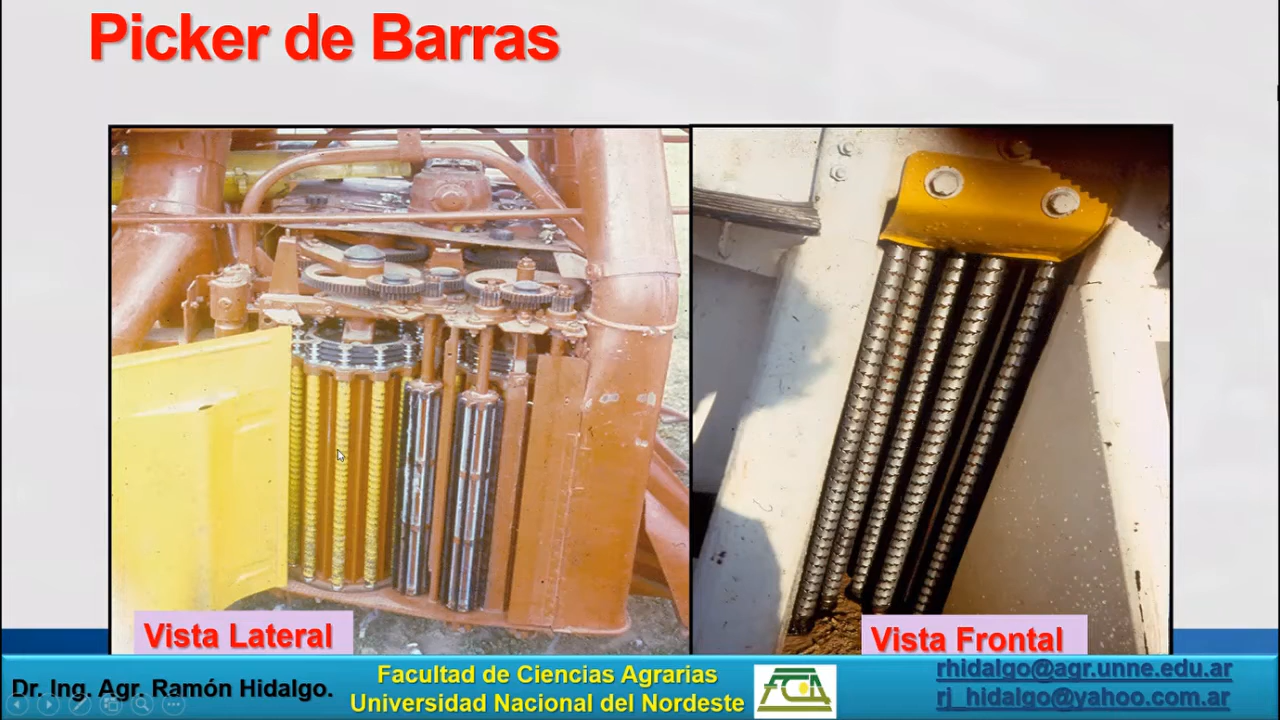 Picker de Barras
Vista Lateral
Vista Frontal
Dr. Ing. Agr. Ramón Hidalgo.
Facultad de Ciencias Agrarias
Universidad Nacional del Nordeste
FCA
rhidalgo@agr.unne.edu.ar
rj_hidalgo@yahoo.com.ar